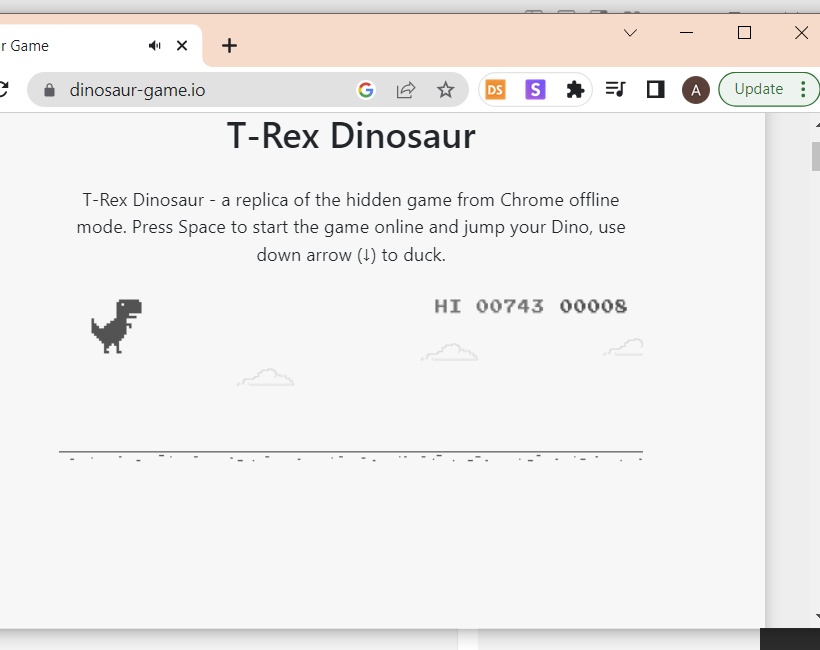 r Game
dinosaur-game.io
DS
S
A
Update
T-Rex Dinosaur
T-Rex Dinosaur - a replica of the hidden game from Chrome offline
mode. Press Space to start the game online and jump your Dino, use
down arrow (↓) to duck.
HI 00743 00008